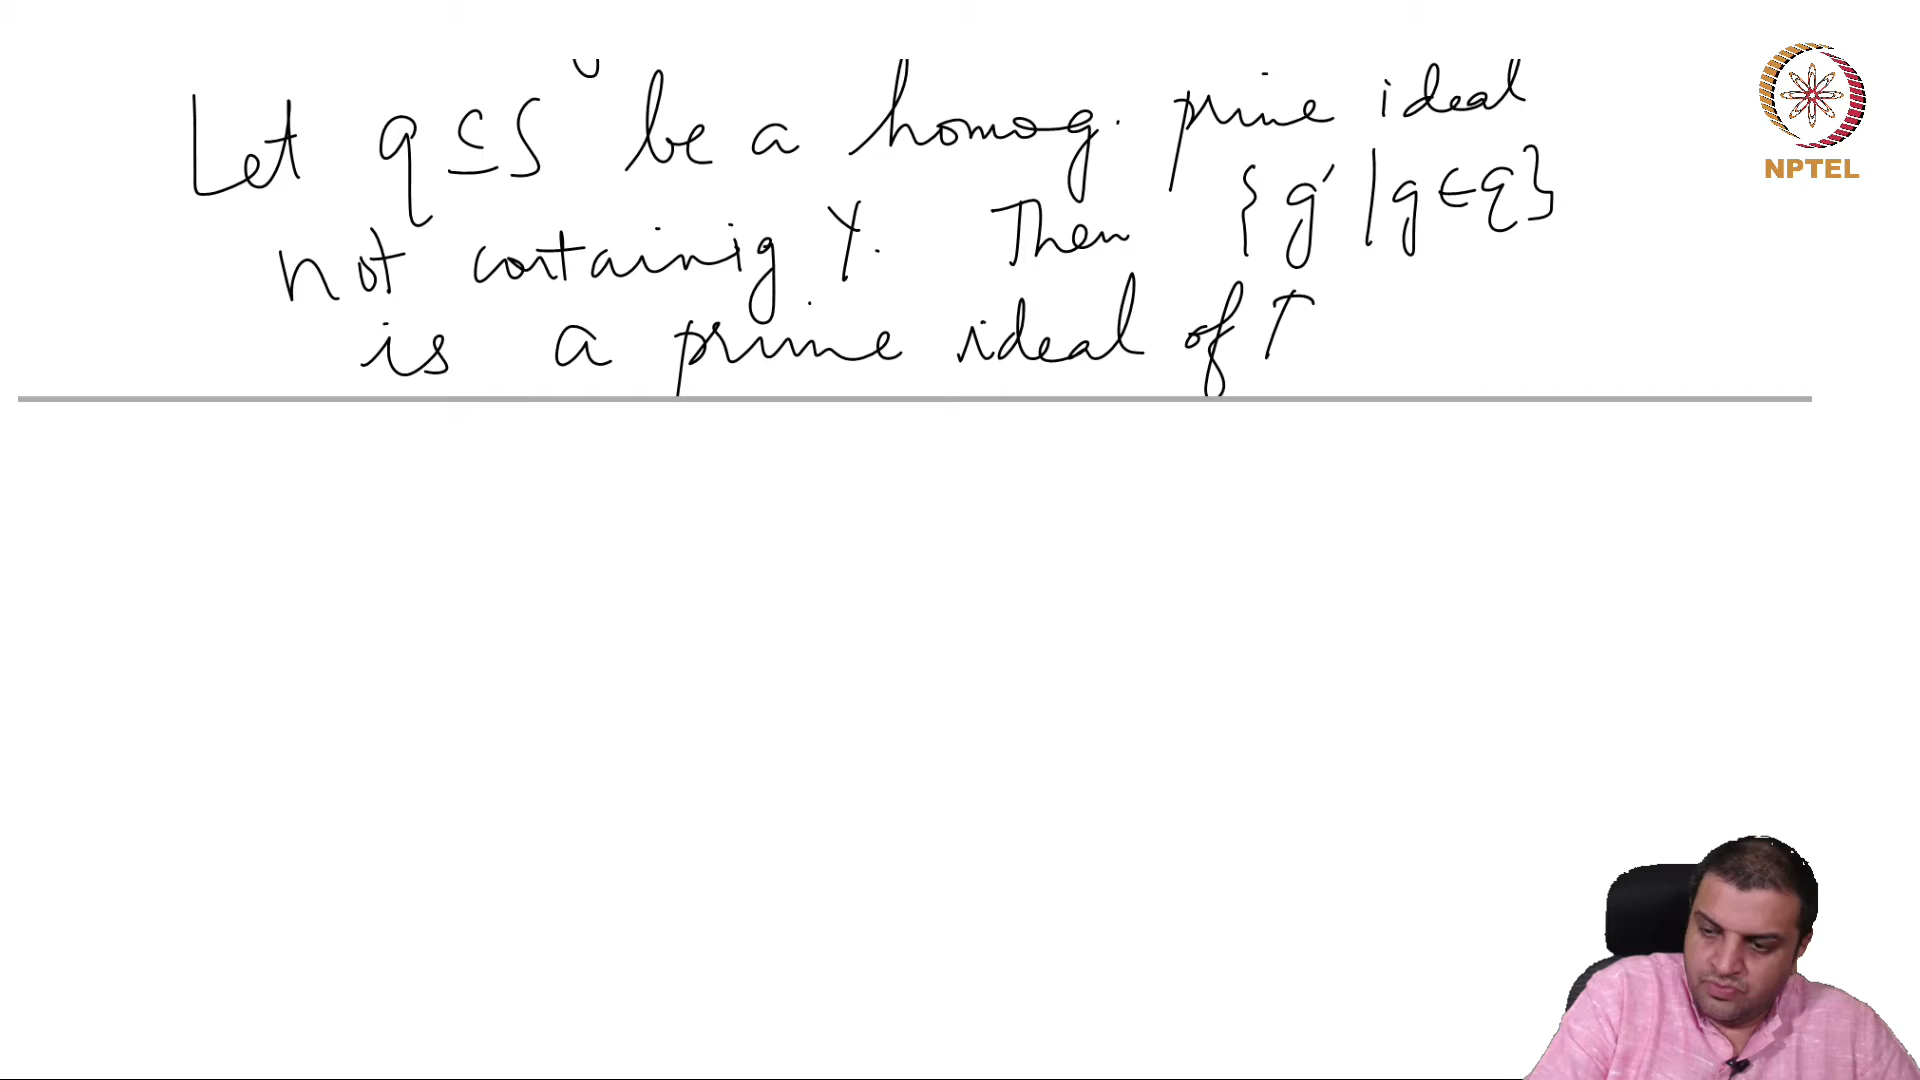 Let q ⊆ S be a homog. prime ideal
not containig Y. Then { g' | g ∈ q }
is a prime ideal of T
NPTEL